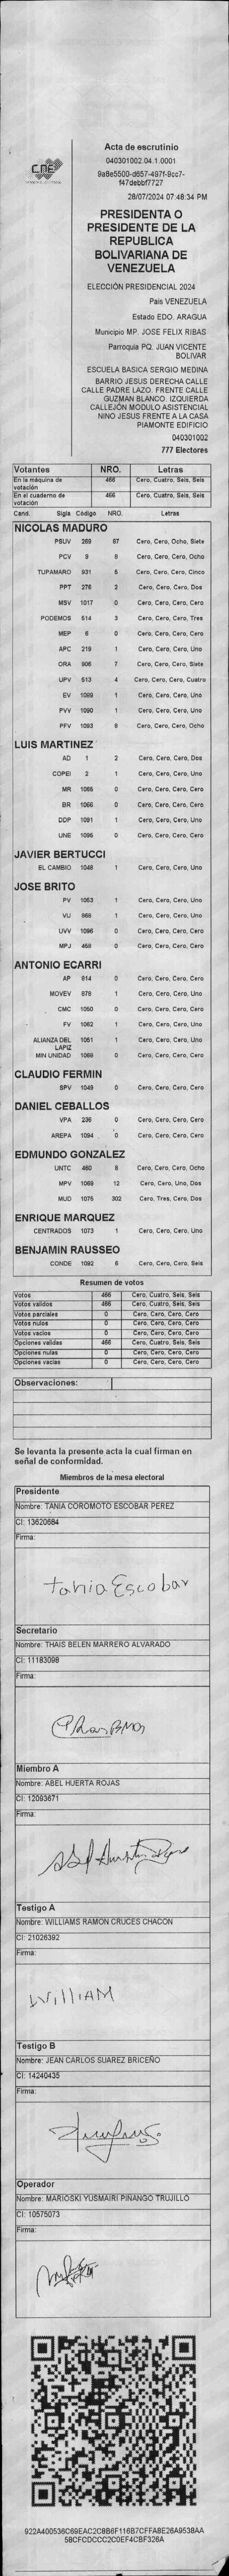 CNE
Acta de escrutinio
040301002.04.1.0001
9a8e5500-d657-497f-9cc7-
f47debbf7727
28/07/2024 07:48:34 PM
PRESIDENTA O
PRESIDENTE DE LA
REPUBLICA
BOLIVARIANA DE
VENEZUELA
ELECCIÓN PRESIDENCIAL 2024
País VENEZUELA
Estado EDO. ARAGUA
Municipio MP. JOSE FELIX RIBAS
Parroquia PQ. JUAN VICENTE
BOLIVAR
ESCUELA BASICA SERGIO MEDINA
BARRIO JESUS DERECHA CALLE
CALLE PADRE LAZO. FRENTE CALLE
GUZMAN BLANCO. IZQUIERDA
CALLEJÓN MODULO ASISTENCIAL
NINO JESUS FRENTE A LA CASA
PIAMONTE EDIFICIO
040301002
777 Electores
Votantes NRO. Letras
En la máquina de votación 466 Cero, Cuatro, Seis, Seis
En el cuaderno de votación 466 Cero, Cuatro, Seis, Seis
Cand. Sigla Código NRO. Letras
NICOLAS MADURO
PSUV 269 87 Cero, Cero, Ocho, Siete
PCV 9 8 Cero, Cero, Cero, Ocho
TUPAMARO 931 5 Cero, Cero, Cero, Cinco
PPT 276 2 Cero, Cero, Cero, Dos
MSV 1017 0 Cero, Cero, Cero, Cero
PODEMOS 514 3 Cero, Cero, Cero, Tres
MEP 6 0 Cero, Cero, Cero, Cero
APC 219 1 Cero, Cero, Cero, Uno
ORA 906 7 Cero, Cero, Cero, Siete
UPV 513 4 Cero, Cero, Cero, Cuatro
EV 1089 1 Cero, Cero, Cero, Uno
PVV 1090 1 Cero, Cero, Cero, Uno
PFV 1093 8 Cero, Cero, Cero, Ocho
LUIS MARTINEZ
AD 1 2 Cero, Cero, Cero, Dos
COPEI 2 1 Cero, Cero, Cero, Uno
MR 1065 0 Cero, Cero, Cero, Cero
BR 1066 0 Cero, Cero, Cero, Cero
DDP 1091 1 Cero, Cero, Cero, Uno
UNE 1095 0 Cero, Cero, Cero, Cero
JAVIER BERTUCCI
EL CAMBIO 1048 1 Cero, Cero, Cero, Uno
JOSE BRITO
PV 1053 1 Cero, Cero, Cero, Uno
VU 868 1 Cero, Cero, Cero, Uno
UVV 1096 0 Cero, Cero, Cero, Cero
MPJ 458 0 Cero, Cero, Cero, Cero
ANTONIO ECARRI
AP 814 0 Cero, Cero, Cero, Cero
MOVEV 878 1 Cero, Cero, Cero, Uno
CMC 1050 0 Cero, Cero, Cero, Cero
FV 1062 1 Cero, Cero, Cero, Uno
ALIANZA DEL LAPIZ 1051 1 Cero, Cero, Cero, Uno
MIN UNIDAD 1068 0 Cero, Cero, Cero, Cero
CLAUDIO FERMIN
SPV 1049 0 Cero, Cero, Cero, Cero
DANIEL CEBALLOS
VPA 236 0 Cero, Cero, Cero, Cero
AREPA 1094 0 Cero, Cero, Cero, Cero
EDMUNDO GONZALEZ
UNTC 460 8 Cero, Cero, Cero, Ocho
MPV 1069 12 Cero, Cero, Uno, Dos
MUD 1075 302 Cero, Tres, Cero, Dos
ENRIQUE MARQUEZ
CENTRADOS 1073 1 Cero, Cero, Cero, Uno
BENJAMIN RAUSSEO
CONDE 1092 6 Cero, Cero, Cero, Seis
Resumen de votos
Votos 466 Cero, Cuatro, Seis, Seis
Votos validos 466 Cero, Cuatro, Seis, Seis
Votos parciales 0 Cero, Cero, Cero, Cero
Votos nulos 0 Cero, Cero, Cero, Cero
Votos vacios 0 Cero, Cero, Cero, Cero
Opciones validas 466 Cero, Cuatro, Seis, Seis
Opciones nulas 0 Cero, Cero, Cero, Cero
Opciones vacias 0 Cero, Cero, Cero, Cero
Observaciones:
Se levanta la presente acta la cual firman en
señal de conformidad.
Miembros de la mesa electoral
Presidente
Nombre: TANIA COROMOTO ESCOBAR PEREZ
CI: 13620684
Firma:
Tania Escobar
Secretario
Nombre: THAIS BELEN MARRERO ALVARADO
CI: 11183098
Firma:
Miembro A
Nombre: ABEL HUERTA ROJAS
CI: 12093671
Firma:
Testigo A
Nombre: WILLIAMS RAMON CRUCES CHACON
CI: 21026392
Firma:
WilliAM
Testigo B
Nombre: JEAN CARLOS SUAREZ BRICEÑO
CI: 14240435
Firma:
Operador
Nombre: MARIOSKI YUSMAIRI PIÑANGO TRUJILLO
CI: 10575073
Firma:
922A400536C69EAC2C8B6F116B7CFFA8E26A9538AA
58CFCDCCC2C0EF4CBF326A